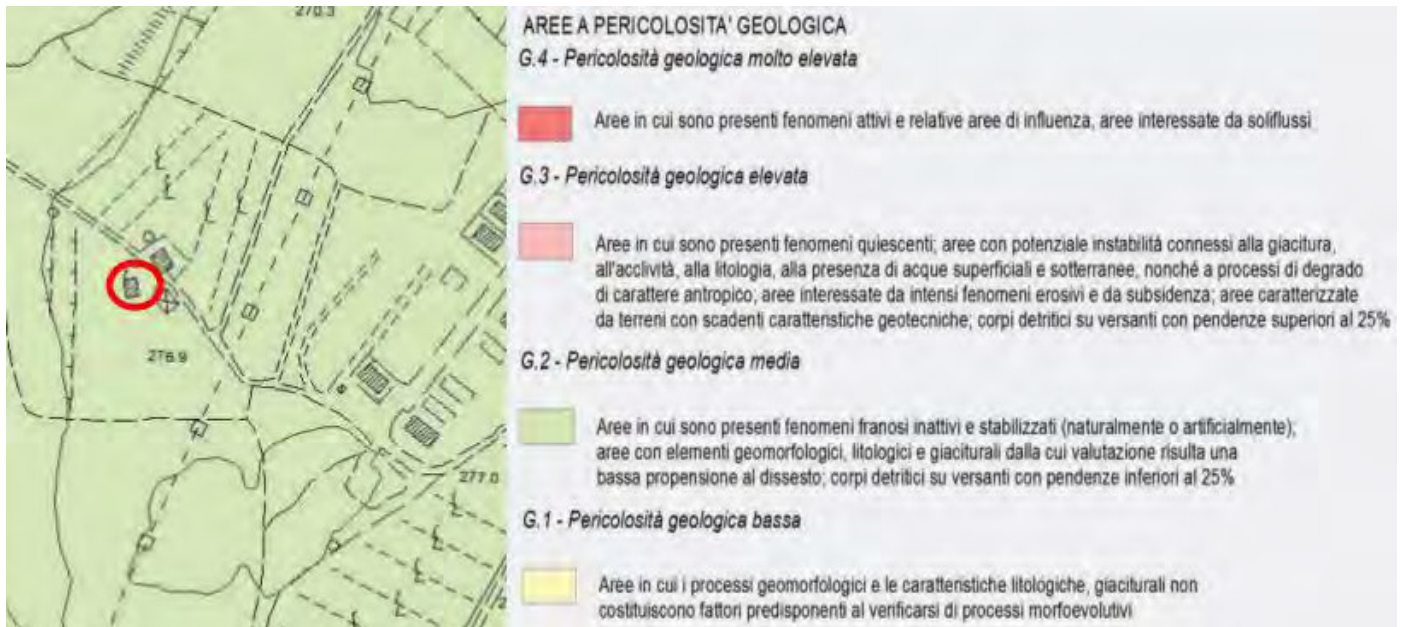 270.3
276.9
277.0
AREE A PERICOLOSITA' GEOLOGICA
G.4 - Pericolosità geologica molto elevata
Aree in cui sono presenti fenomeni attivi e relative aree di influenza, aree interessate da soliflussi
G.3 - Pericolosità geologica elevata
Aree in cui sono presenti fenomeni quiescenti; aree con potenziale instabilità connessi alla giacitura,
all'acclività, alla litologia, alla presenza di acque superficiali e sotterranee, nonché a processi di degrado
di carattere antropico; aree interessate da intensi fenomeni erosivi e da subsidenza; aree caratterizzate
da terreni con scadenti caratteristiche geotecniche; corpi detritici su versanti con pendenze superiori al 25%
G.2 - Pericolosità geologica media
Aree in cui sono presenti fenomeni franosi inattivi e stabilizzati (naturalmente o artificialmente);
aree con elementi geomorfologici, litologici e giaciturali dalla cui valutazione risulta una
bassa propensione al dissesto; corpi detritici su versanti con pendenze inferiori al 25%
G.1 - Pericolosità geologica bassa
Aree in cui i processi geomorfologici e le caratteristiche litologiche, giaciturali non
costituiscono fattori predisponenti al verificarsi di processi morfoevolutivi